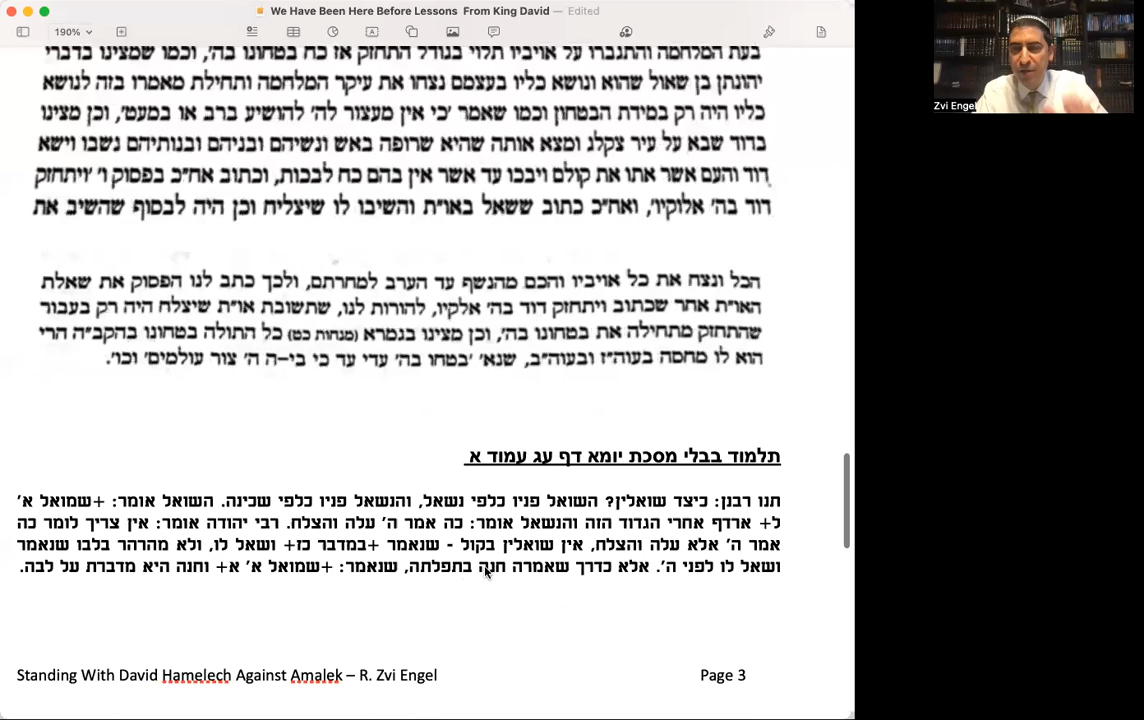 We Have Been Here Before Lessons From King David — Edited
190%
Zvi Engel
בעת המלחמה והתגברו על אויביו תלוי בגודל התחזק אז כח בטחונו בה', וכמו שמצינו בדברי
יהונתן בן שאול שהוא ונושא כליו בעצמם נצחו את עיקר המלחמה ותחילת מאמרו בזה לנושא
כליו היה רק במידת הבטחון וכמו שאמר 'כי אין מעצור לה' להושיע ברב או במעט', וכן מצינו
בדוד שבא על עיר צקלג ומצא אותה שהיא שרופה באש ונשיהם ובניהם ובנותיהם נשבו וישא
דוד והעם אשר אתו את קולם ויבכו עד אשר אין בהם כח לבכות, וכתוב אח"כ בפסוק ו' 'ויתחזק
דוד בה' אלוקיו', ואח"כ כתוב ששאל באו"ת והשיבו לו שיצליח וכן היה לבסוף שהשיב את
הכל ונצח את כל אויביו והכם מהנשף עד הערב למחרתם, ולכך כתב לנו הפסוק את שאלת
האו"ת אחר שכתוב ויתחזק דוד בה' אלקיו, להורות לנו, שתשובת או"ת שיצלח היה רק בעבור
שהתחזק מתחילה את בטחונו בה', וכן מצינו בגמרא (מנחות כט) כל התולה בטחונו בהקב"ה הרי
הוא לו מחסה בעוה"ז ובעוה"ב, שנא' 'בטחו בה' עדי עד כי בי-ה ה' צור עולמים' וכו'.
תלמוד בבלי מסכת יומא דף עג עמוד א
תנו רבנן: כיצד שואלין? השואל פניו כלפי נשאל, והנשאל פניו כלפי שכינה. השואל אומר: +שמואל א'
ל+ ארדף אחרי הגדוד הזה והנשאל אומר: כה אמר ה' עלה והצלח. רבי יהודה אומר: אין צריך לומר כה
אמר ה' אלא עלה והצלח, אין שואלין בקול - שנאמר +במדבר כז+ ושאל לו, ולא מהרהר בלבו שנאמר
ושאל לו לפני ה'. אלא כדרך שאמרה חנה בתפלתה, שנאמר: +שמואל א' א+ וחנה היא מדברת על לבה.
Standing With David Hamelech Against Amalek – R. Zvi Engel Page 3